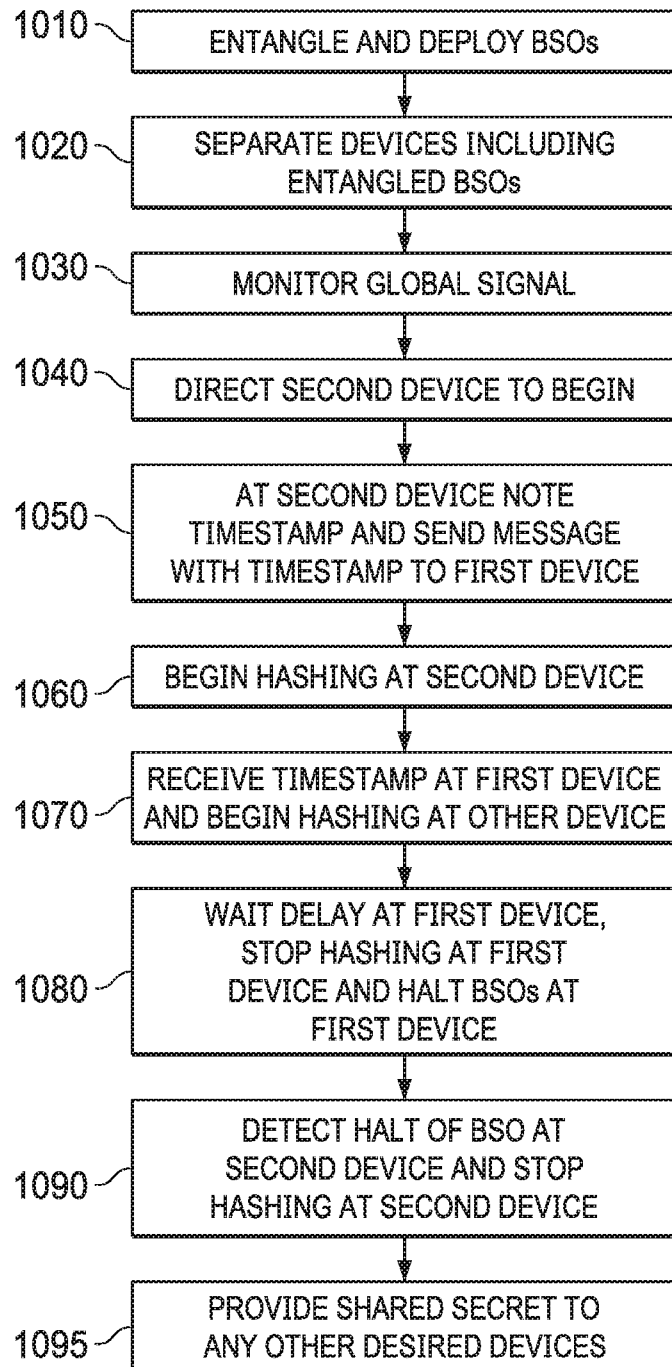 1010
ENTANGLE AND DEPLOY BSOs
1020
SEPARATE DEVICES INCLUDING
ENTANGLED BSOs
1030
MONITOR GLOBAL SIGNAL
1040
DIRECT SECOND DEVICE TO BEGIN
1050
AT SECOND DEVICE NOTE
TIMESTAMP AND SEND MESSAGE
WITH TIMESTAMP TO FIRST DEVICE
1060
BEGIN HASHING AT SECOND DEVICE
1070
RECEIVE TIMESTAMP AT FIRST DEVICE
AND BEGIN HASHING AT OTHER DEVICE
1080
WAIT DELAY AT FIRST DEVICE,
STOP HASHING AT FIRST
DEVICE AND HALT BSOs AT
FIRST DEVICE
1090
DETECT HALT OF BSO AT
SECOND DEVICE AND STOP
HASHING AT SECOND DEVICE
1095
PROVIDE SHARED SECRET TO
ANY OTHER DESIRED DEVICES